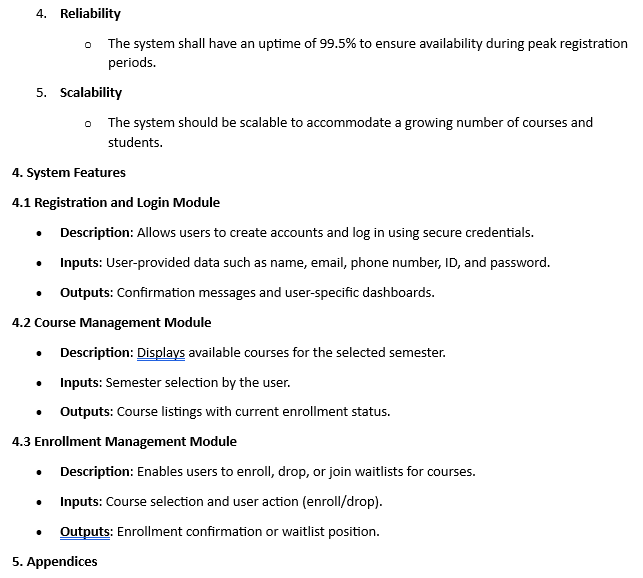 4. Reliability
o The system shall have an uptime of 99.5% to ensure availability during peak registration
periods.
5. Scalability
o The system should be scalable to accommodate a growing number of courses and
students.
4. System Features
4.1 Registration and Login Module
• Description: Allows users to create accounts and log in using secure credentials.
• Inputs: User-provided data such as name, email, phone number, ID, and password.
• Outputs: Confirmation messages and user-specific dashboards.
4.2 Course Management Module
• Description: Displays available courses for the selected semester.
• Inputs: Semester selection by the user.
• Outputs: Course listings with current enrollment status.
4.3 Enrollment Management Module
• Description: Enables users to enroll, drop, or join waitlists for courses.
• Inputs: Course selection and user action (enroll/drop).
• Outputs: Enrollment confirmation or waitlist position.
5. Appendices